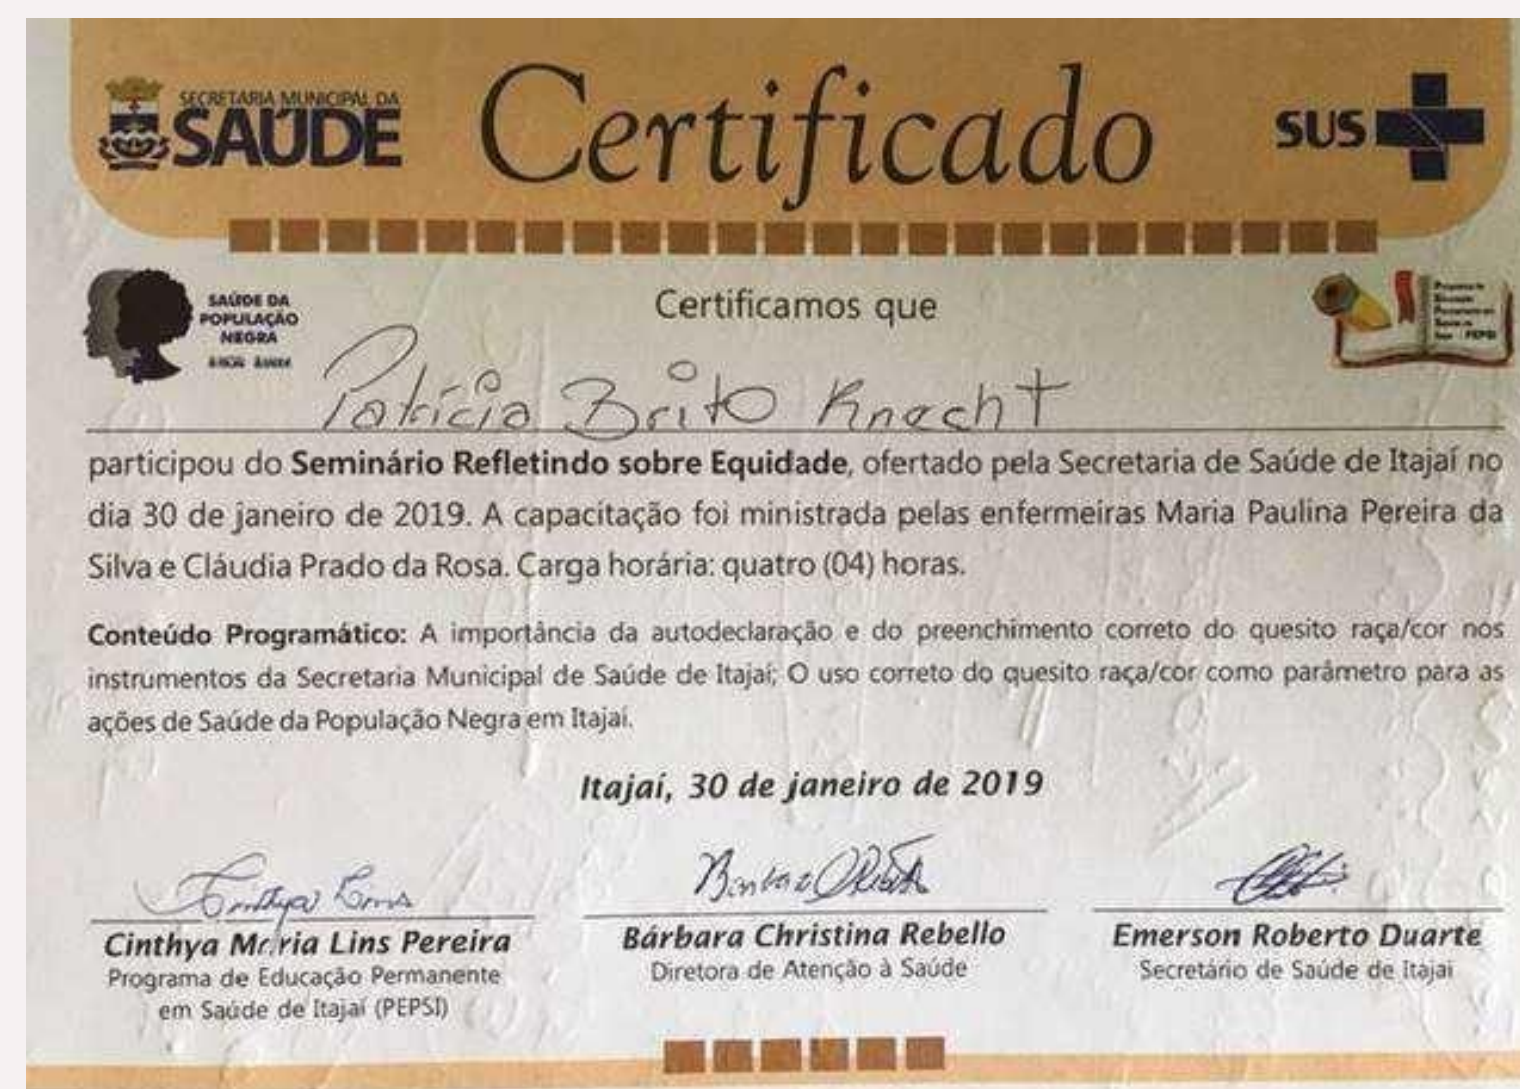 SECRETARIA MUNICIPAL DA
SAÚDE
Certificado
SUS
SAÚDE DA
POPULAÇÃO
NEGRA
Certificamos que
Patrícia Brito Knecht
participou do Seminário Refletindo sobre Equidade, ofertado pela Secretaria de Saúde de Itajaí no
dia 30 de janeiro de 2019. A capacitação foi ministrada pelas enfermeiras Maria Paulina Pereira da
Silva e Cláudia Prado da Rosa. Carga horária: quatro (04) horas.
Conteúdo Programático: A importância da autodeclaração e do preenchimento correto do quesito raça/cor nos
instrumentos da Secretaria Municipal de Saúde de Itajaí; O uso correto do quesito raça/cor como parâmetro para as
ações de Saúde da População Negra em Itajaí.
Itajaí, 30 de janeiro de 2019
Cinthya Lins
Cinthya Maria Lins Pereira
Programa de Educação Permanente
em Saúde de Itajaí (PEPSI)
Bárbara Christina Rebello
Diretora de Atenção à Saúde
Emerson Roberto Duarte
Secretário de Saúde de Itajaí